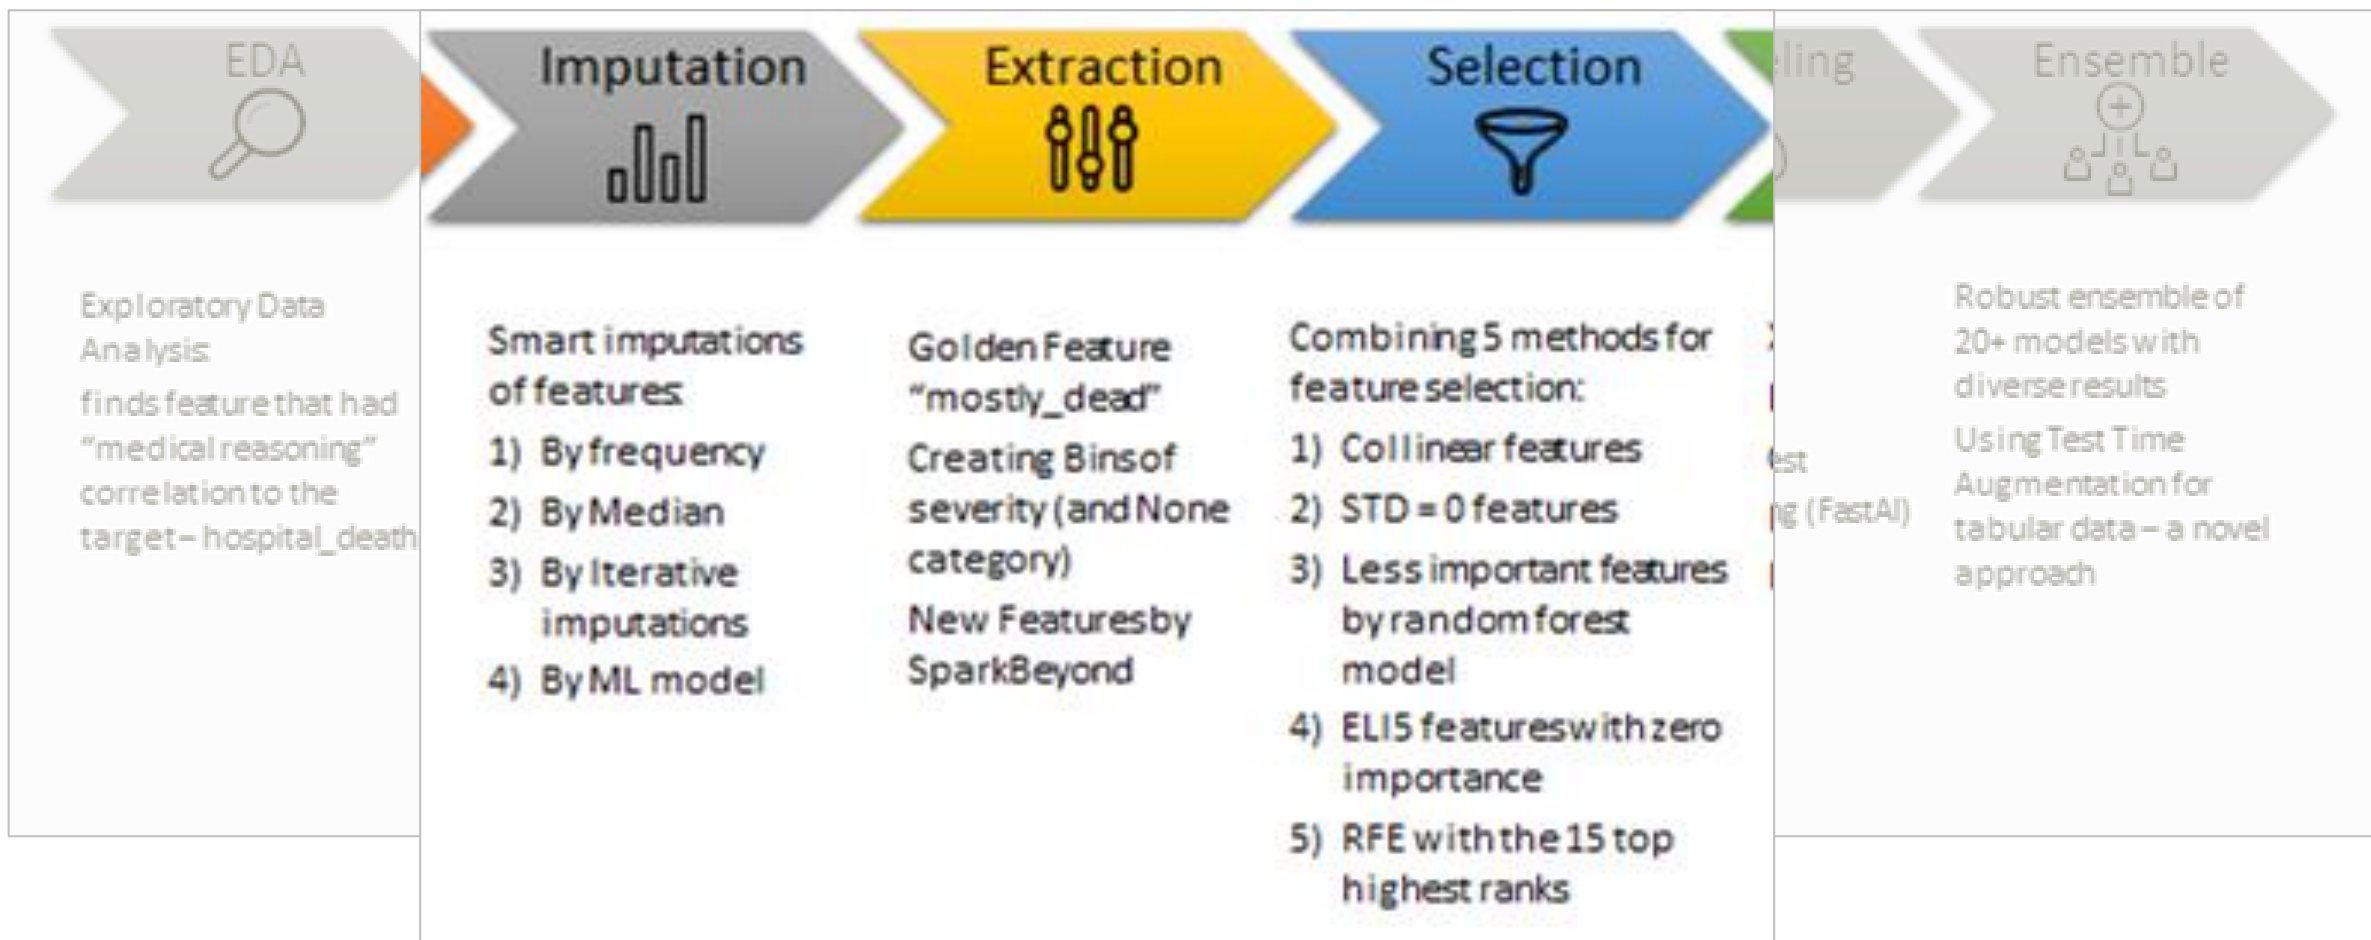 EDA
Exploratory Data
Analysis:
finds feature that had
“medical reasoning”
correlation to the
target – hospital_death
Imputation
Smart imputations
of features:
1) By frequency
2) By Median
3) By Iterative
imputations
4) By ML model
Extraction
Golden Feature
“mostly_dead”
Creating Bins of
severity (and None
category)
New Features by
SparkBeyond
Selection
Combining 5 methods for
feature selection:
1) Collinear features
2) STD = 0 features
3) Less important features
by random forest
model
4) ELI5 features with zero
importance
5) RFE with the 15 top
highest ranks
(FastAI)
Ensemble
Robust ensemble of
20+ models with
diverse results
Using Test Time
Augmentation for
tabular data – a novel
approach